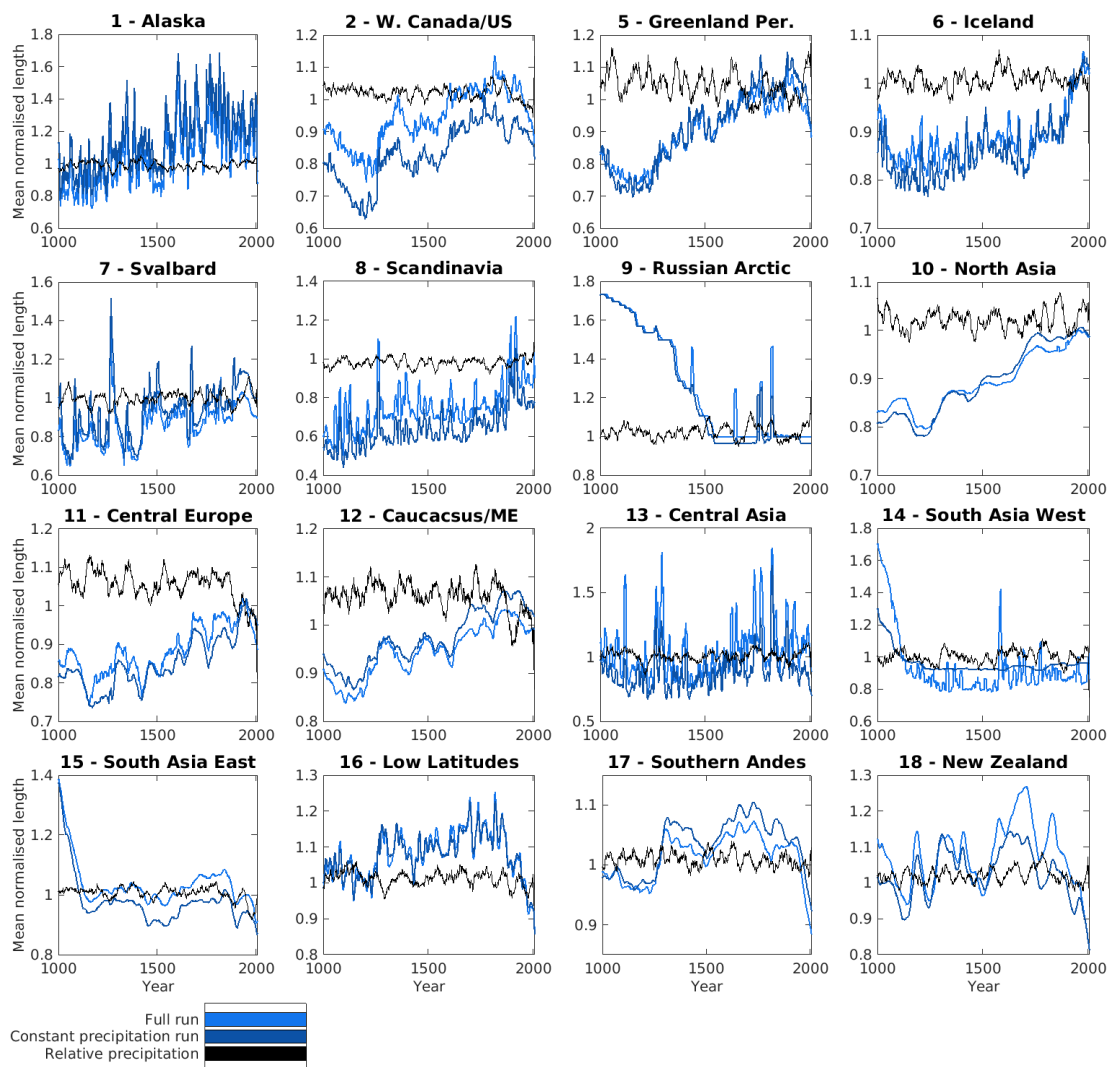 1 - Alaska
2 - W. Canada/US
5 - Greenland Per.
6 - Iceland
Mean normalised length
1.8
1.6
1.4
1.2
1
0.8
0.6
1000 1500 2000
1.2
1.1
1
0.9
0.8
0.7
0.6
1000 1500 2000
1.2
1.1
1
0.9
0.8
0.7
0.6
1000 1500 2000
1.1
1
0.9
0.8
0.7
1000 1500 2000
7 - Svalbard
8 - Scandinavia
9 - Russian Arctic
10 - North Asia
Mean normalised length
1.6
1.4
1.2
1
0.8
0.6
1000 1500 2000
1.4
1.2
1
0.8
0.6
0.4
1000 1500 2000
1.8
1.6
1.4
1.2
1
0.8
1000 1500 2000
1.1
1
0.9
0.8
0.7
1000 1500 2000
11 - Central Europe
12 - Caucacsus/ME
13 - Central Asia
14 - South Asia West
Mean normalised length
1.2
1.1
1
0.9
0.8
0.7
1000 1500 2000
1.2
1.1
1
0.9
0.8
1000 1500 2000
2
1.5
1
0.5
1000 1500 2000
1.8
1.6
1.4
1.2
1
0.8
0.6
1000 1500 2000
15 - South Asia East
16 - Low Latitudes
17 - Southern Andes
18 - New Zealand
Mean normalised length
1.4
1.2
1
0.8
1000 1500 2000
Year
1.3
1.2
1.1
1
0.9
0.8
1000 1500 2000
Year
1.1
1
0.9
1000 1500 2000
Year
1.3
1.2
1.1
1
0.9
0.8
1000 1500 2000
Year
Full run
Constant precipitation run
Relative precipitation